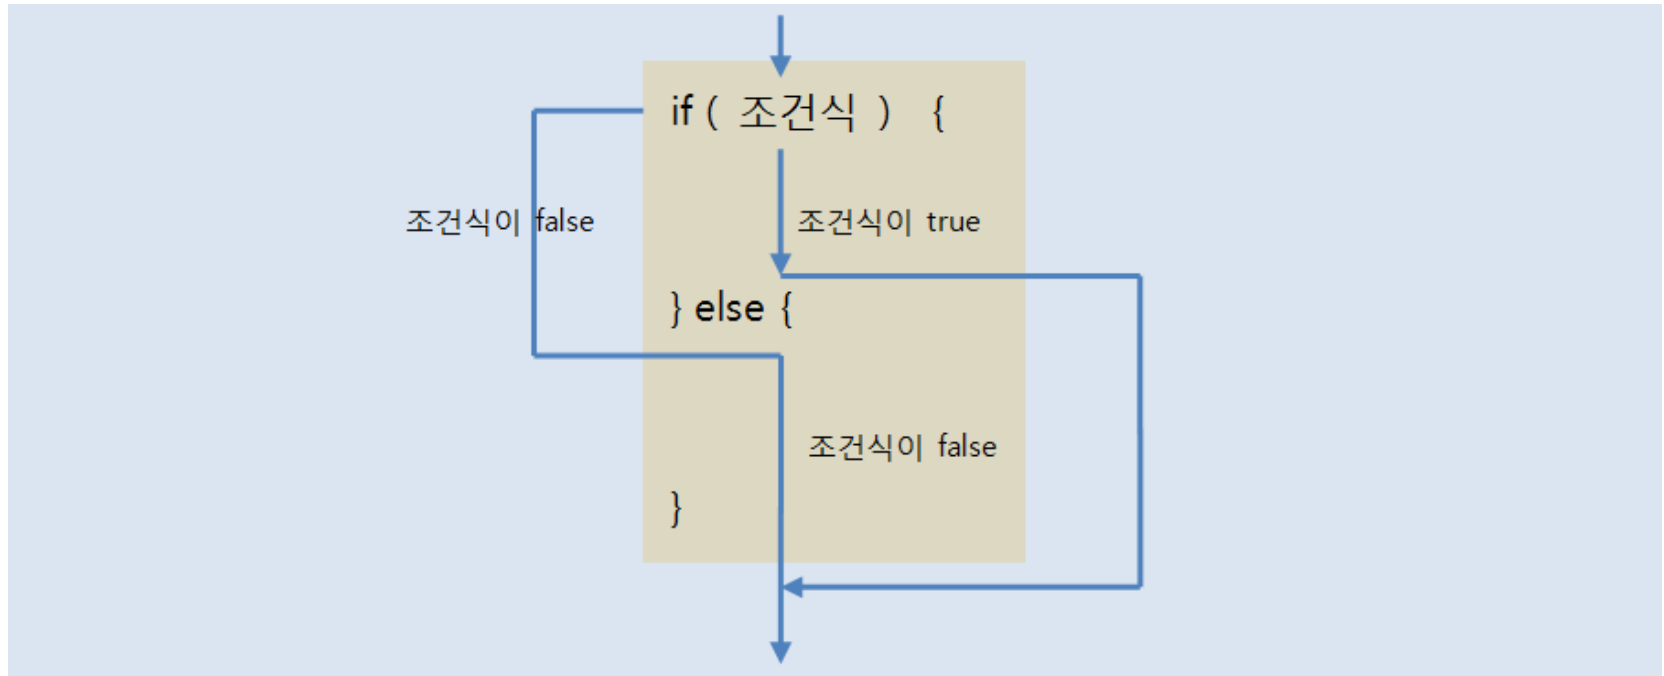 if ( 조건식 ) {
조건식이 false
조건식이 true
} else {
조건식이 false
}